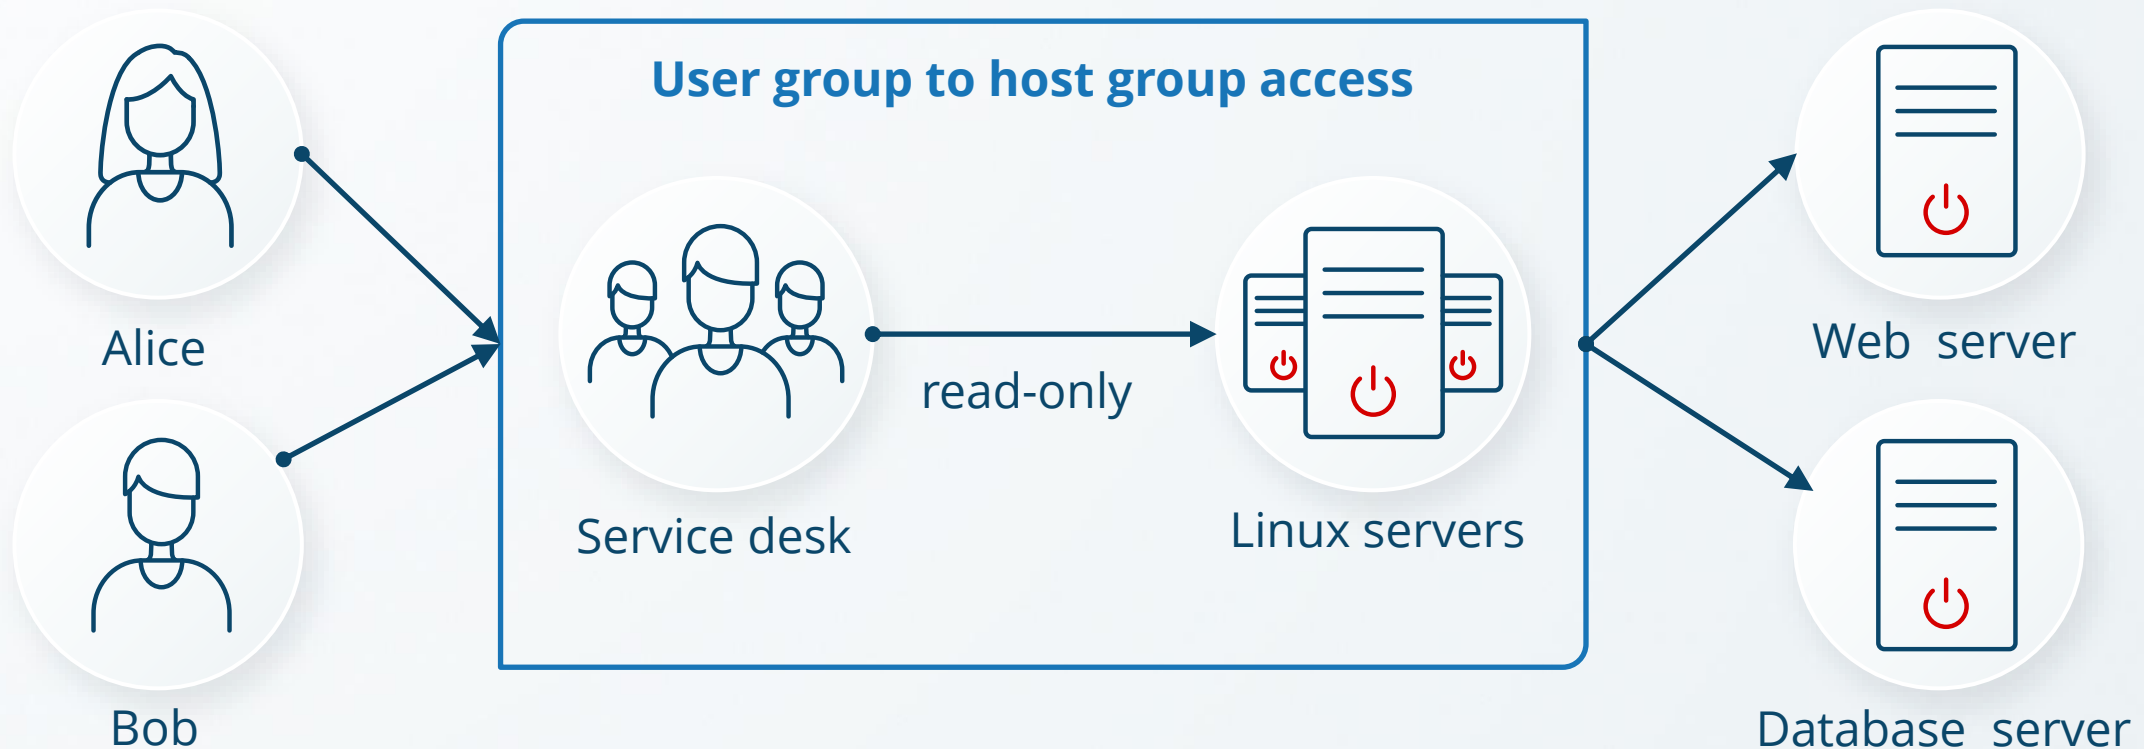 User group to host group access
Alice
Bob
Service desk
read-only
Linux servers
Web server
Database server